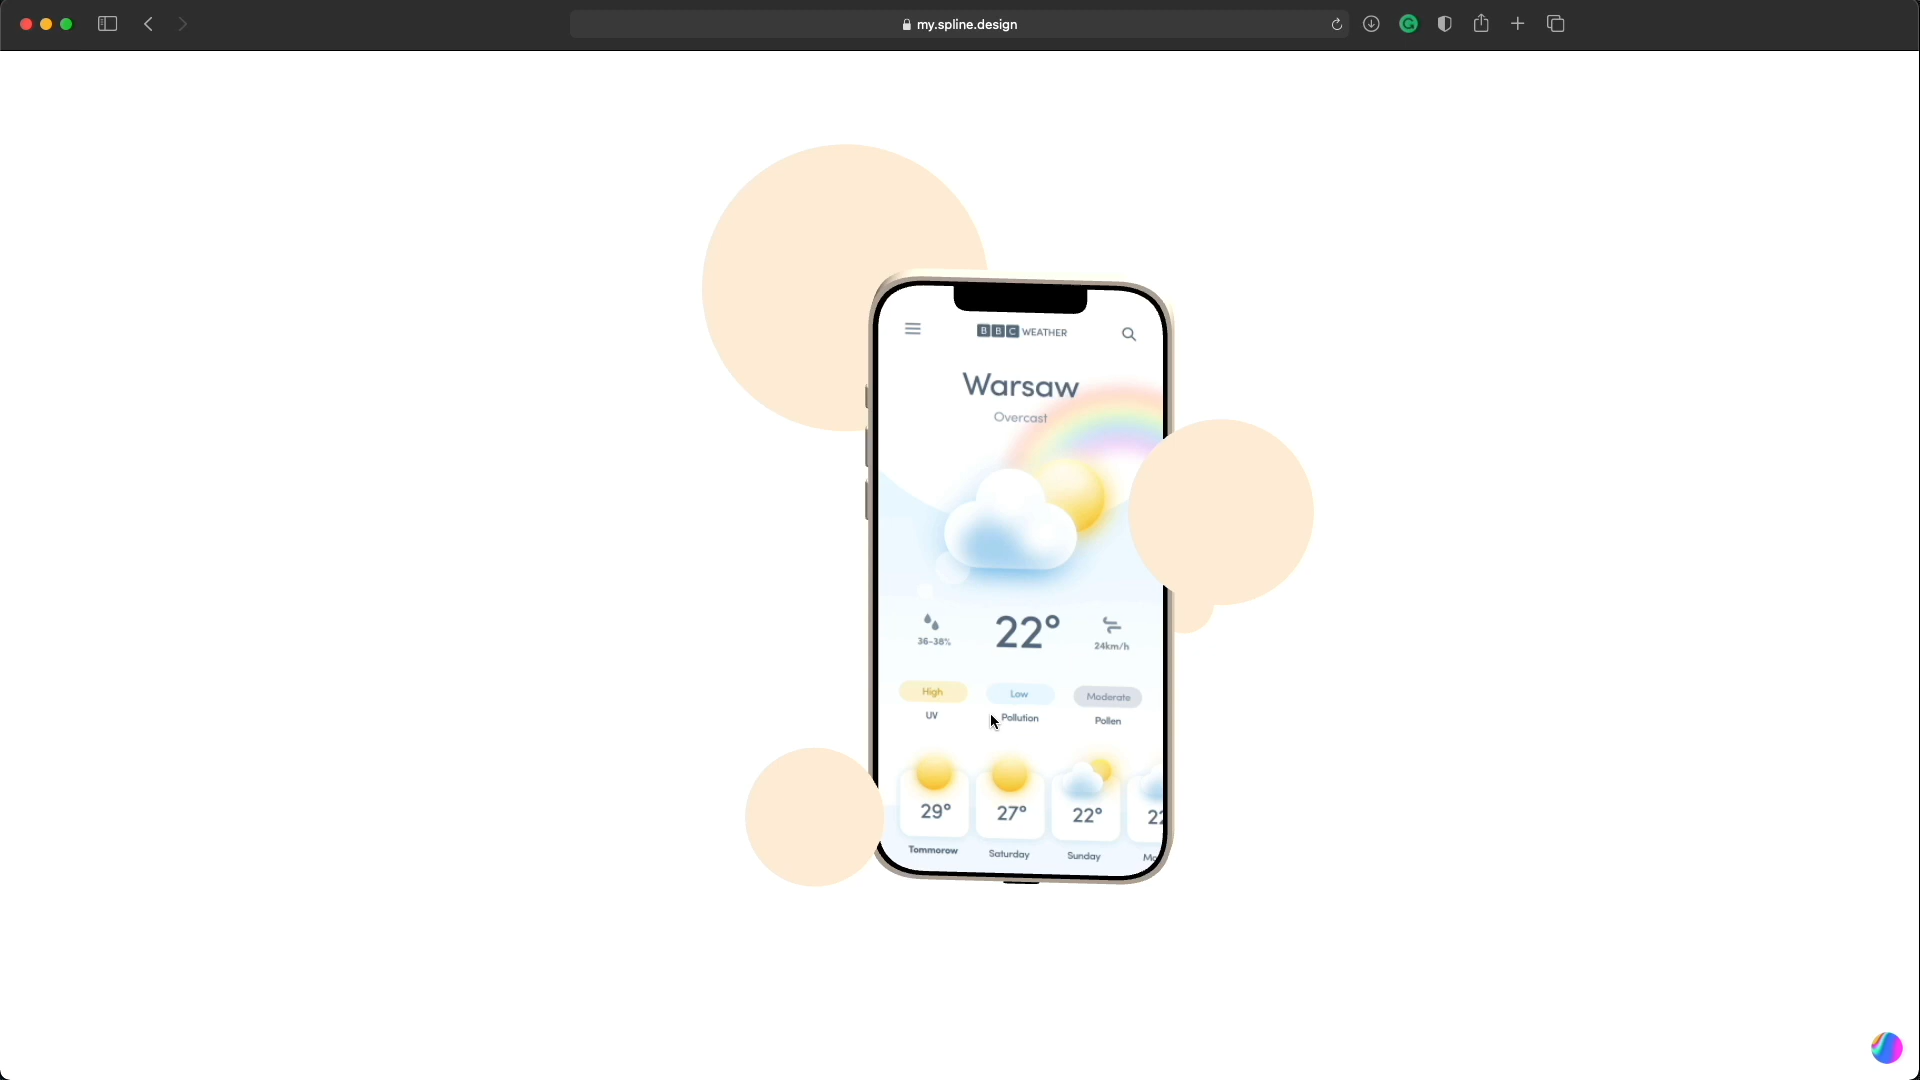 my.spline.design
BBC WEATHER
Warsaw
Overcast
36-38% 22° 24km/h
High Low Moderate
UV Pollution Pollen
29° 27° 22°
Tommorow Saturday Sunday